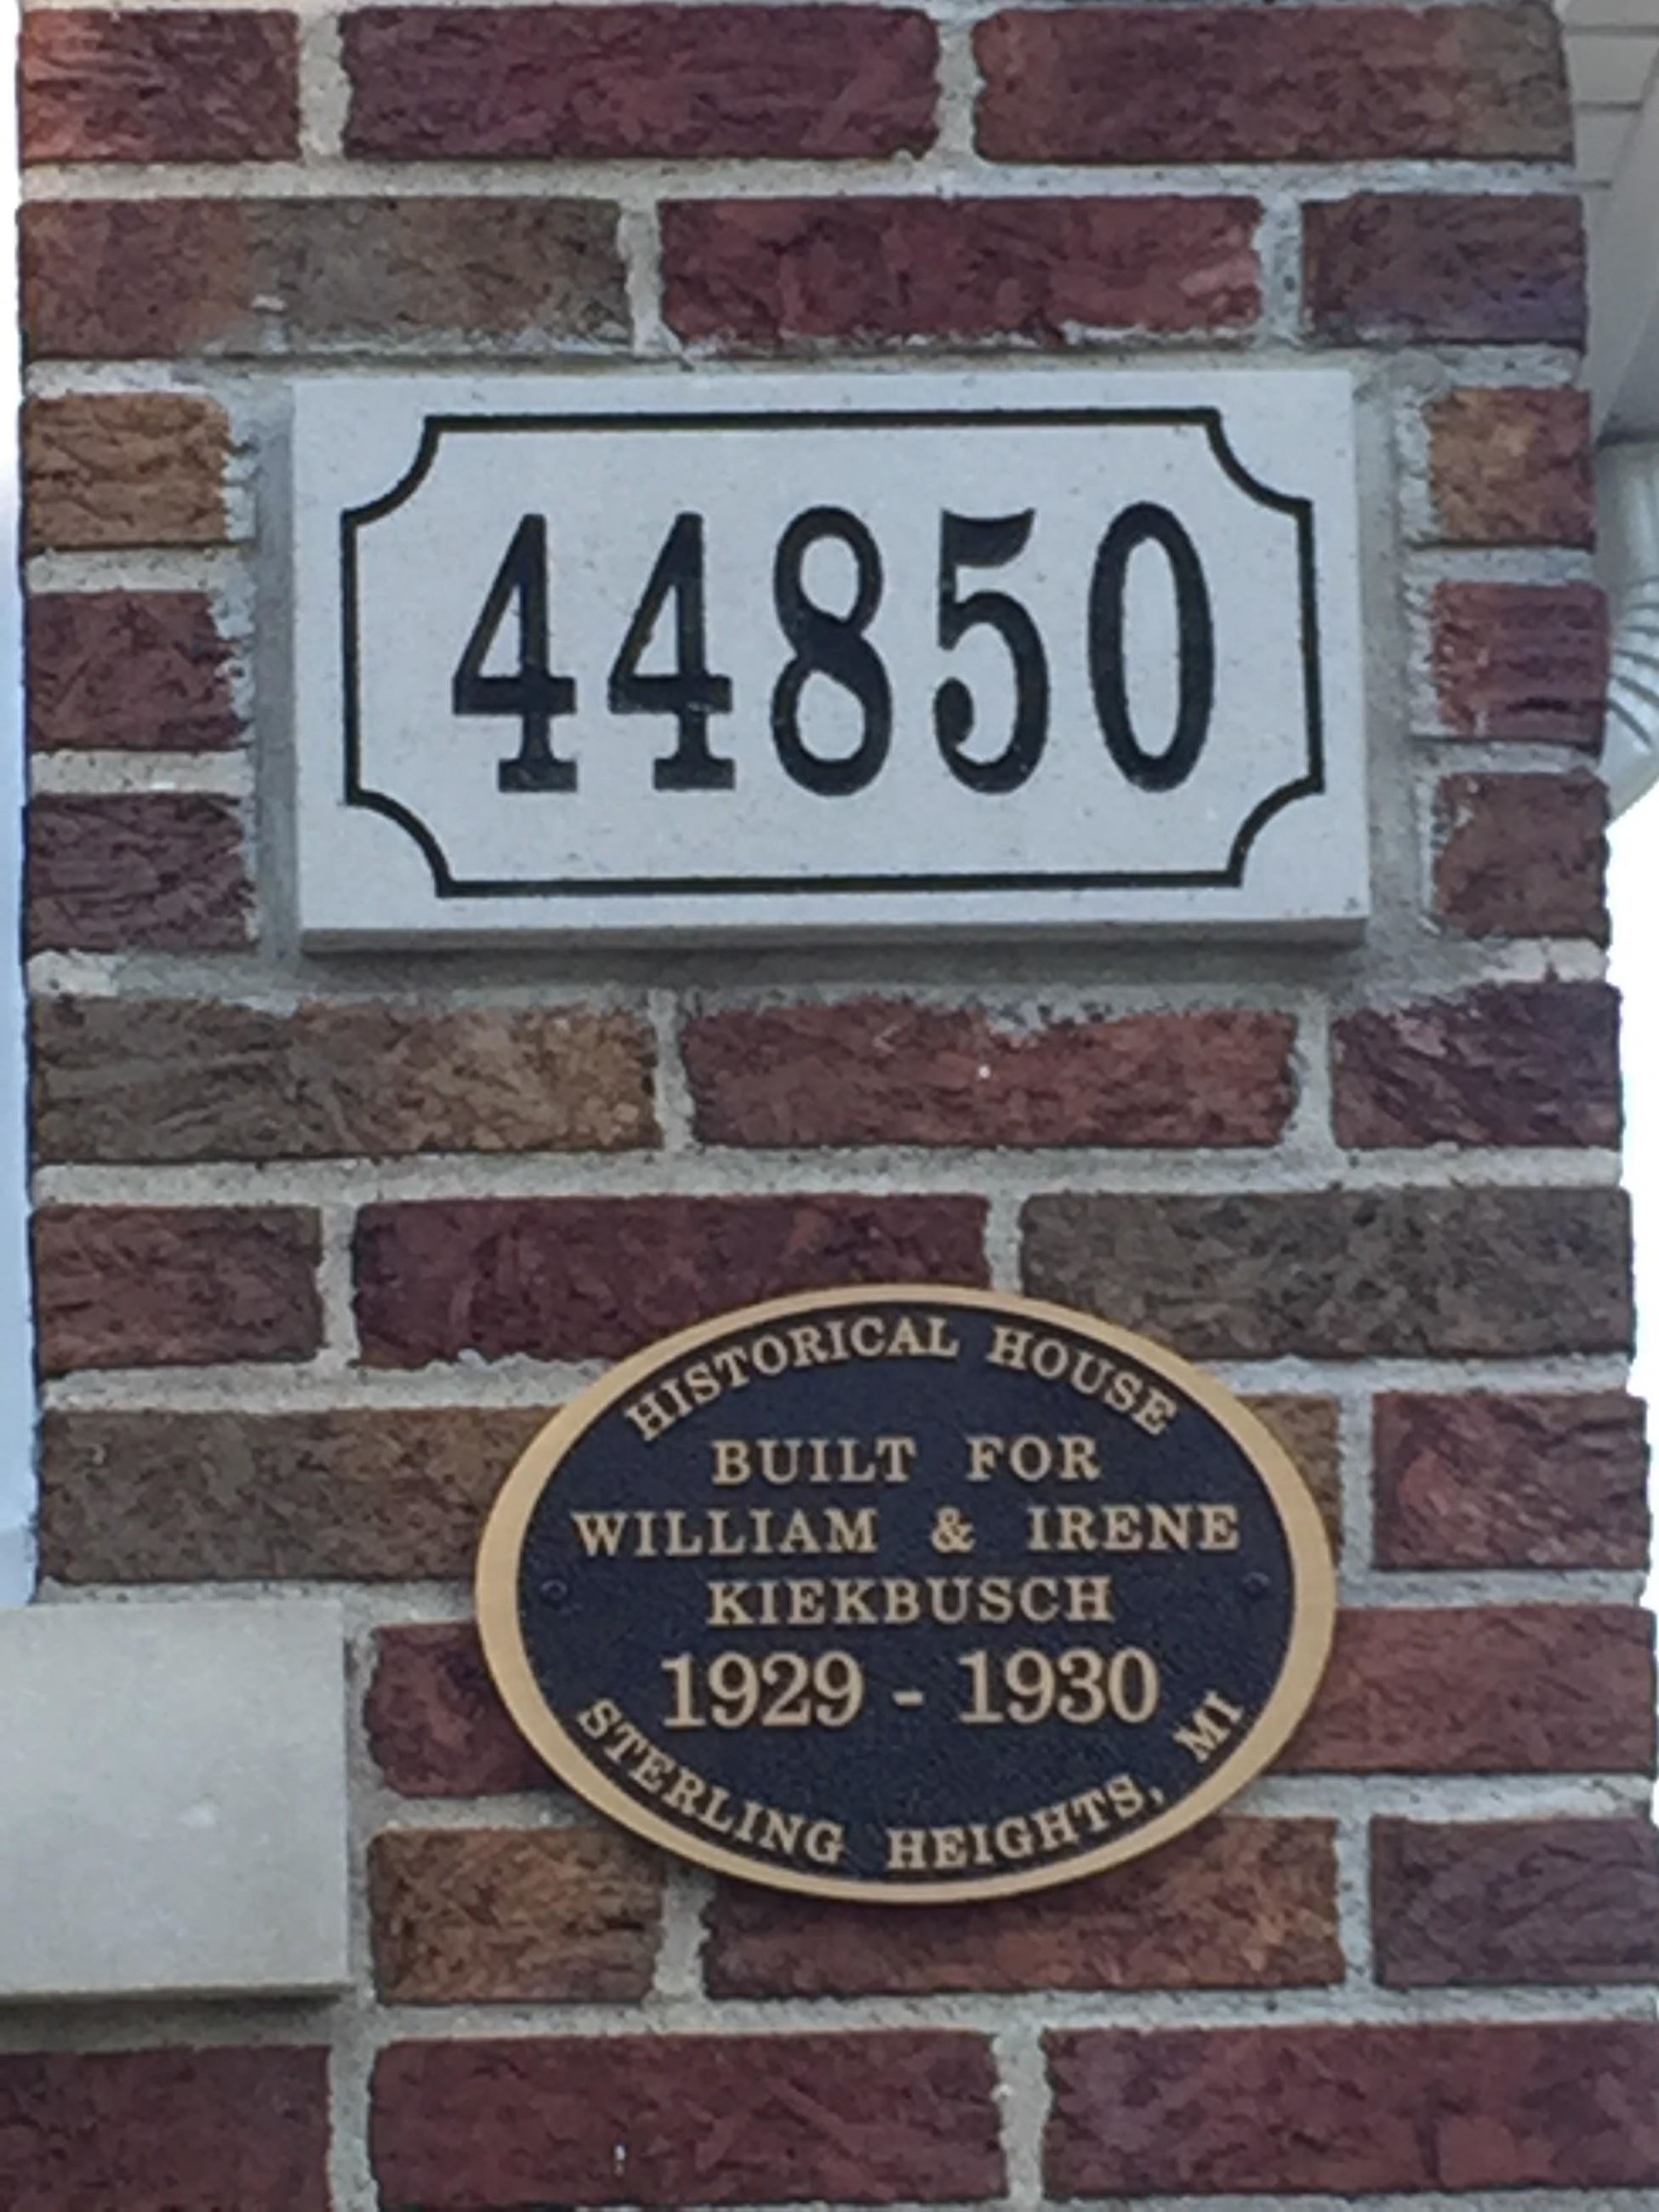 44850
HISTORICAL HOUSE
BUILT FOR
WILLIAM & IRENE
KIEKBUSCH
1929 - 1930
STERLING HEIGHTS, MI